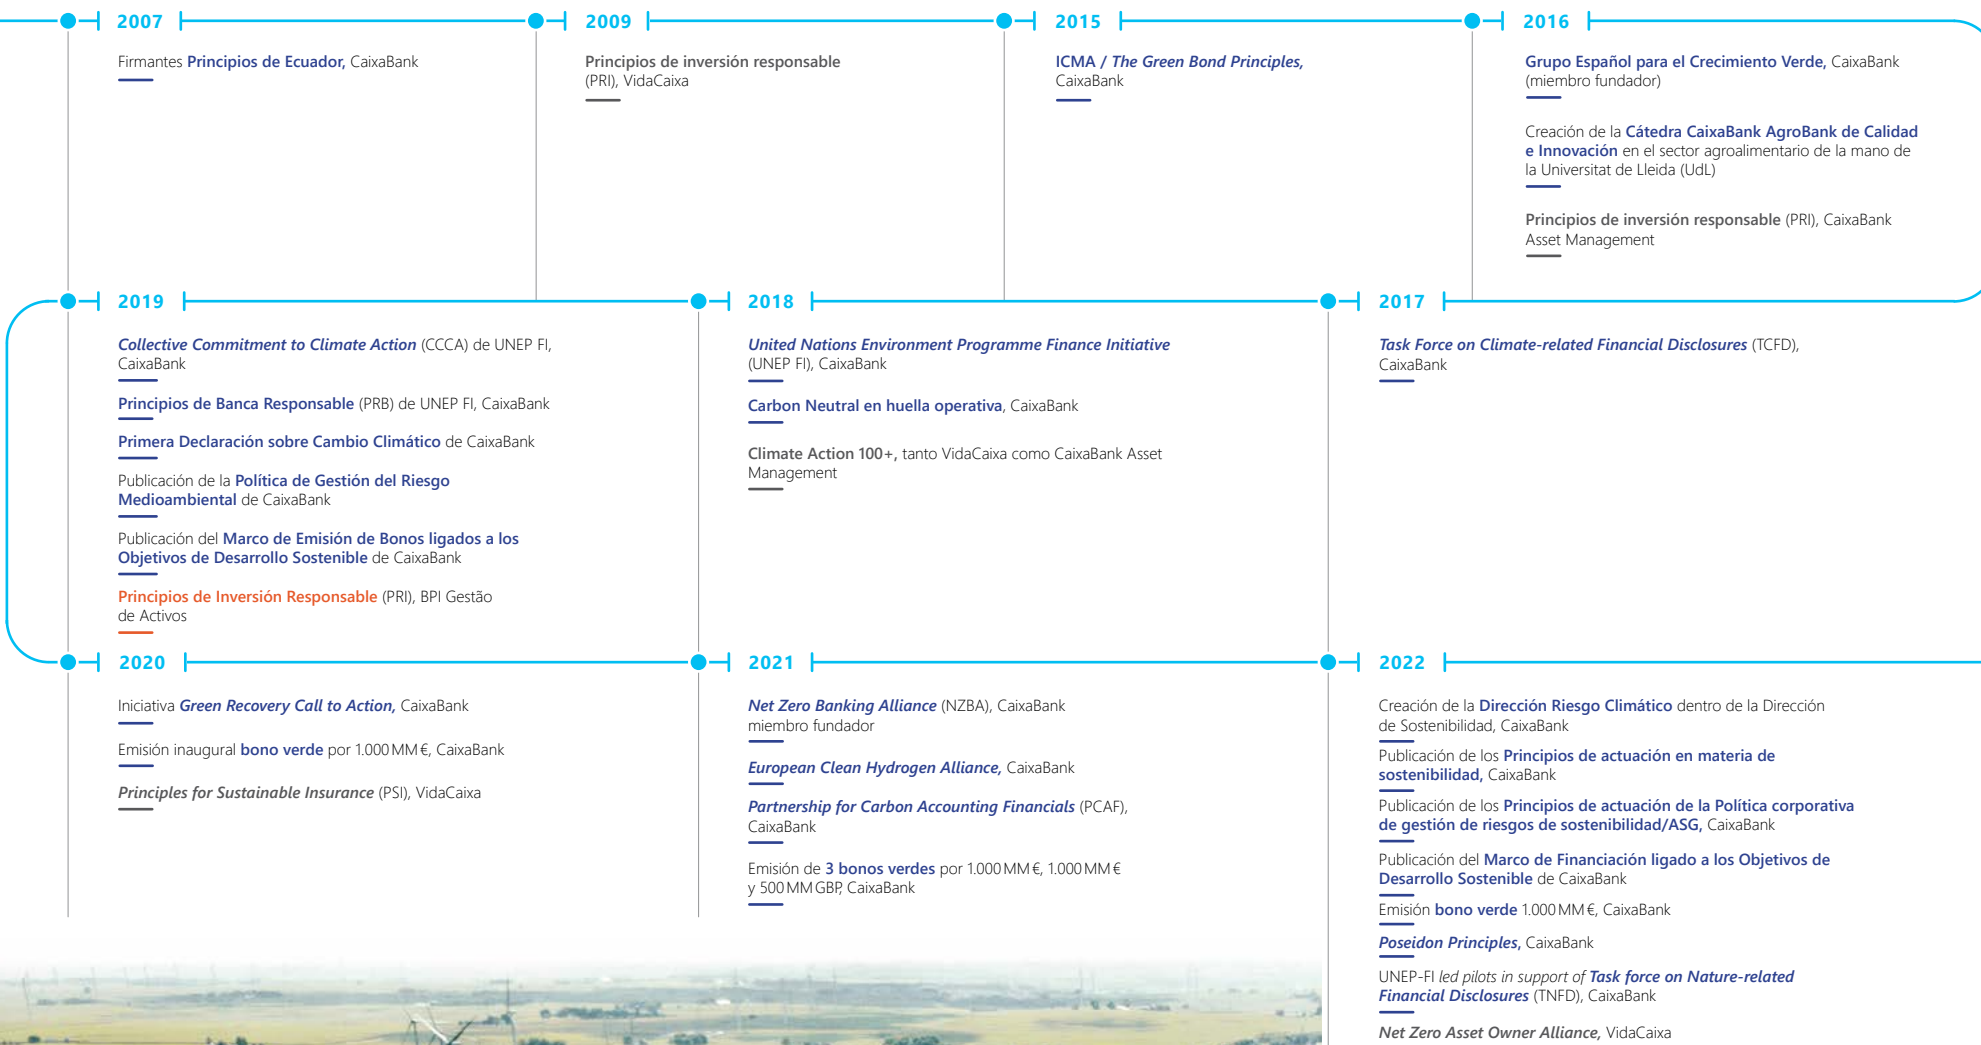 2007
Firmantes Principios de Ecuador, CaixaBank
2009
Principios de inversión responsable
(PRI), VidaCaixa
2015
ICMA / The Green Bond Principles,
CaixaBank
2016
Grupo Español para el Crecimiento Verde, CaixaBank
(miembro fundador)
Creación de la Cátedra CaixaBank AgroBank de Calidad
e Innovación en el sector agroalimentario de la mano de
la Universitat de Lleida (UdL)
Principios de inversión responsable (PRI), CaixaBank
Asset Management
2019
Collective Commitment to Climate Action (CCCA) de UNEP FI,
CaixaBank
Principios de Banca Responsable (PRB) de UNEP FI, CaixaBank
Primera Declaración sobre Cambio Climático de CaixaBank
Publicación de la Política de Gestión del Riesgo
Medioambiental de CaixaBank
Publicación del Marco de Emisión de Bonos ligados a los
Objetivos de Desarrollo Sostenible de CaixaBank
Principios de Inversión Responsable (PRI), BPI Gestão
de Activos
2018
United Nations Environment Programme Finance Initiative
(UNEP FI), CaixaBank
Carbon Neutral en huella operativa, CaixaBank
Climate Action 100+, tanto VidaCaixa como CaixaBank Asset
Management
2017
Task Force on Climate-related Financial Disclosures (TCFD),
CaixaBank
2020
Iniciativa Green Recovery Call to Action, CaixaBank
Emisión inaugural bono verde por 1.000 MM €, CaixaBank
Principles for Sustainable Insurance (PSI), VidaCaixa
2021
Net Zero Banking Alliance (NZBA), CaixaBank
miembro fundador
European Clean Hydrogen Alliance, CaixaBank
Partnership for Carbon Accounting Financials (PCAF),
CaixaBank
Emisión de 3 bonos verdes por 1.000 MM €, 1.000 MM €
y 500 MM GBP, CaixaBank
2022
Creación de la Dirección Riesgo Climático dentro de la Dirección
de Sostenibilidad, CaixaBank
Publicación de los Principios de actuación en materia de
sostenibilidad, CaixaBank
Publicación de los Principios de actuación de la Política corporativa
de gestión de riesgos de sostenibilidad/ASG, CaixaBank
Publicación del Marco de Financiación ligado a los Objetivos de
Desarrollo Sostenible de CaixaBank
Emisión bono verde 1.000 MM €, CaixaBank
Poseidon Principles, CaixaBank
UNEP-FI led pilots in support of Task force on Nature-related
Financial Disclosures (TNFD), CaixaBank
Net Zero Asset Owner Alliance, VidaCaixa